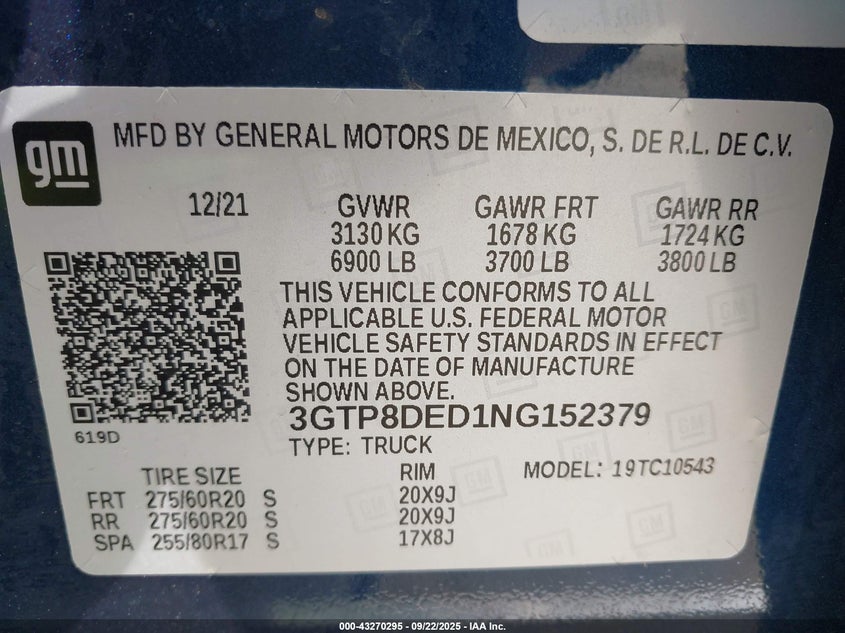 gm
MFD BY GENERAL MOTORS DE MEXICO, S. DE R.L. DE C.V.
12/21 GVWR GAWR FRT GAWR RR
3130 KG 1678 KG 1724 KG
6900 LB 3700 LB 3800 LB
THIS VEHICLE CONFORMS TO ALL
APPLICABLE U.S. FEDERAL MOTOR
VEHICLE SAFETY STANDARDS IN EFFECT
ON THE DATE OF MANUFACTURE
SHOWN ABOVE.
3GTP8DED1NG152379
619D
TYPE: TRUCK
TIRE SIZE RIM MODEL: 19TC10543
FRT 275/60R20 S 20X9J
RR 275/60R20 S 20X9J
SPA 255/80R17 S 17X8J
000-43270295 - 09/22/2025 - IAA Inc.